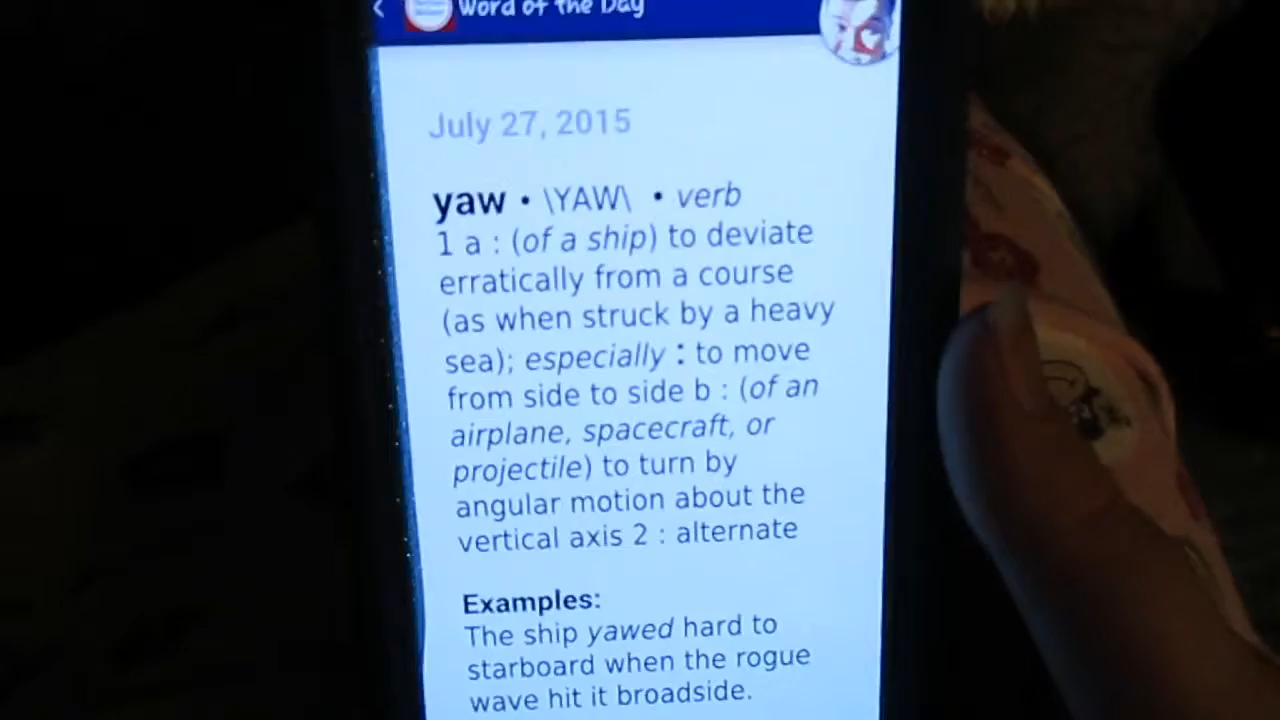 Word of the Day
July 27, 2015
yaw • \YAW\ • verb
1 a : (of a ship) to deviate
erratically from a course
(as when struck by a heavy
sea); especially : to move
from side to side b : (of an
airplane, spacecraft, or
projectile) to turn by
angular motion about the
vertical axis 2 : alternate
Examples:
The ship yawed hard to
starboard when the rogue
wave hit it broadside.